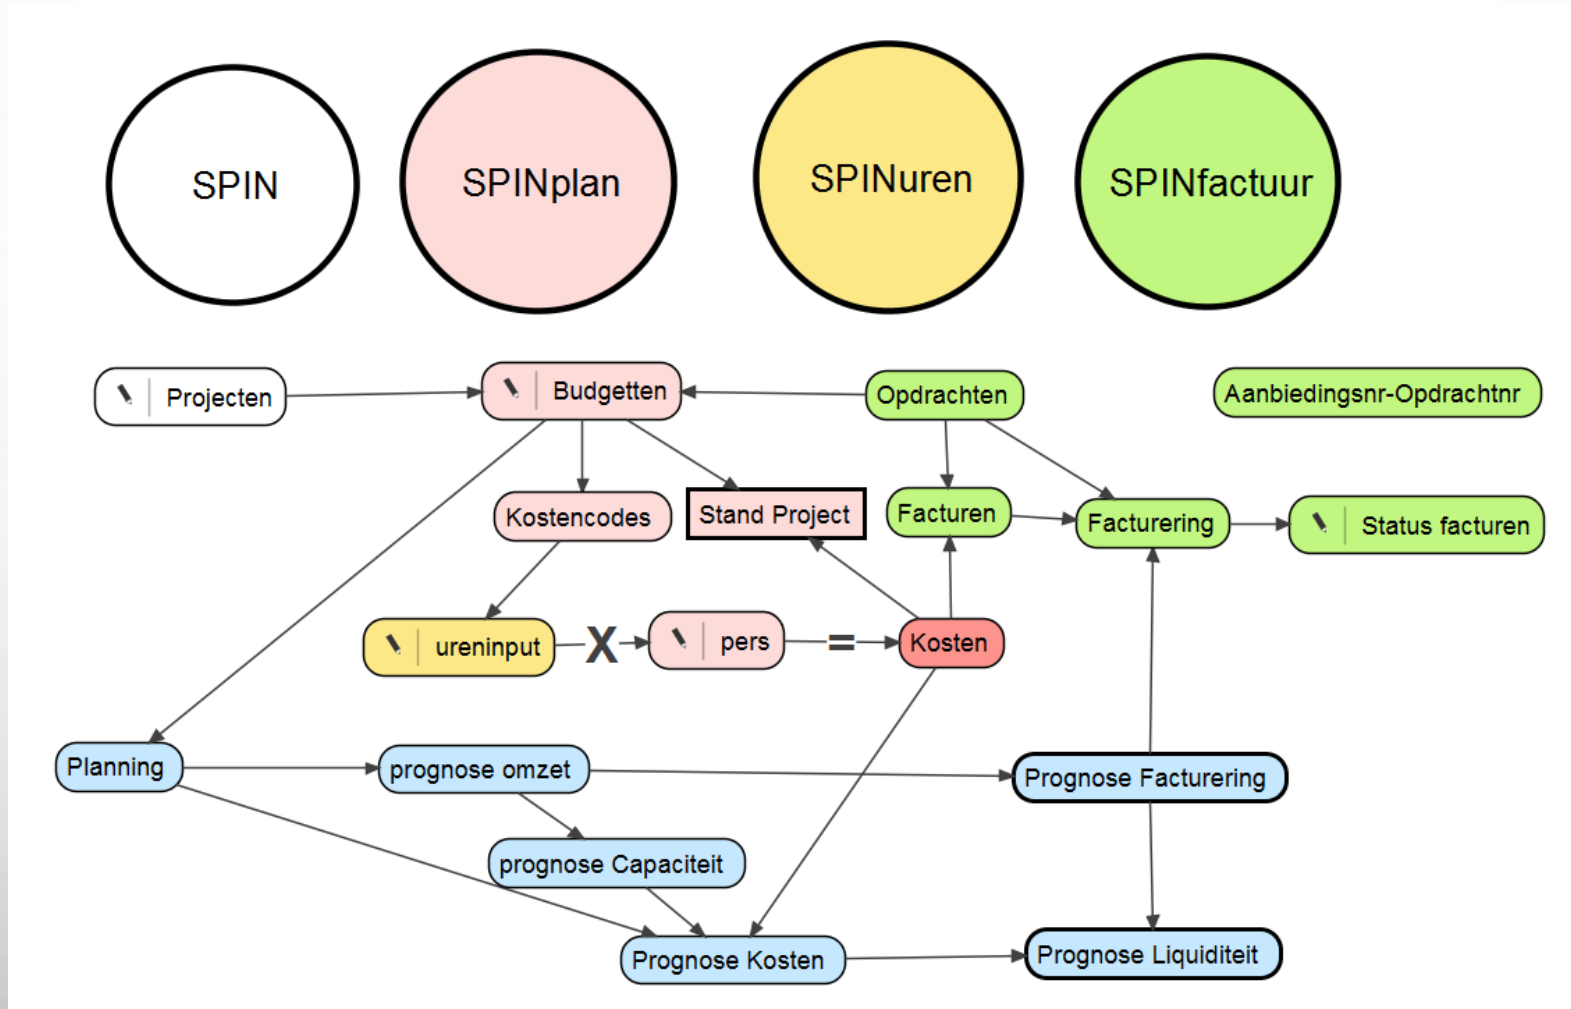 SPIN
SPINplan
SPINuren
SPINfactuur
Projecten
Budgetten
Opdrachten
Aanbiedingsnr-Opdrachtnr
Kostencodes
Stand Project
Facturen
Facturering
Status facturen
ureninput
X
pers
=
Kosten
Planning
prognose omzet
Prognose Facturering
prognose Capaciteit
Prognose Kosten
Prognose Liquiditeit